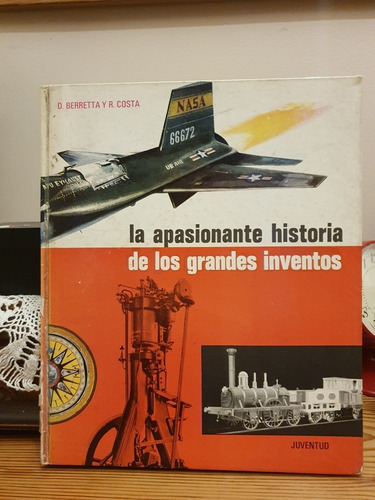 D. BERRETTA Y R. COSTA
NASA
66672
la apasionante historia
de los grandes inventos
JUVENTUD